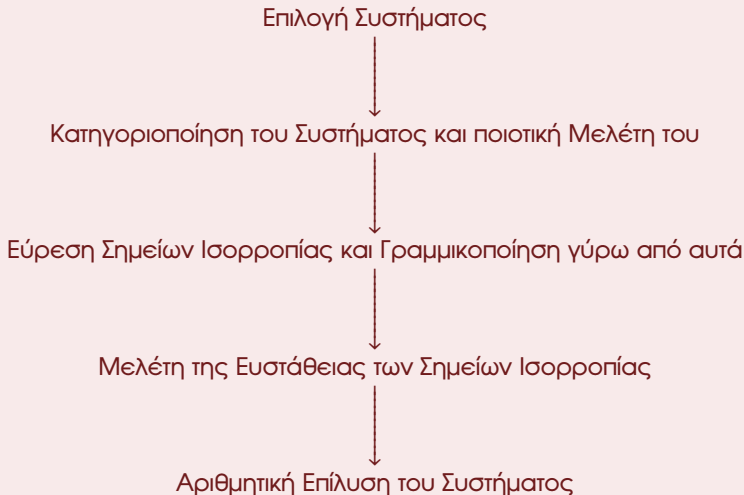 Επιλογή Συστήματος
Κατηγοριοποίηση του Συστήματος και ποιοτική Μελέτη του
Εύρεση Σημείων Ισορροπίας και Γραμμικοποίηση γύρω από αυτά
Μελέτη της Ευστάθειας των Σημείων Ισορροπίας
Αριθμητική Επίλυση του Συστήματος